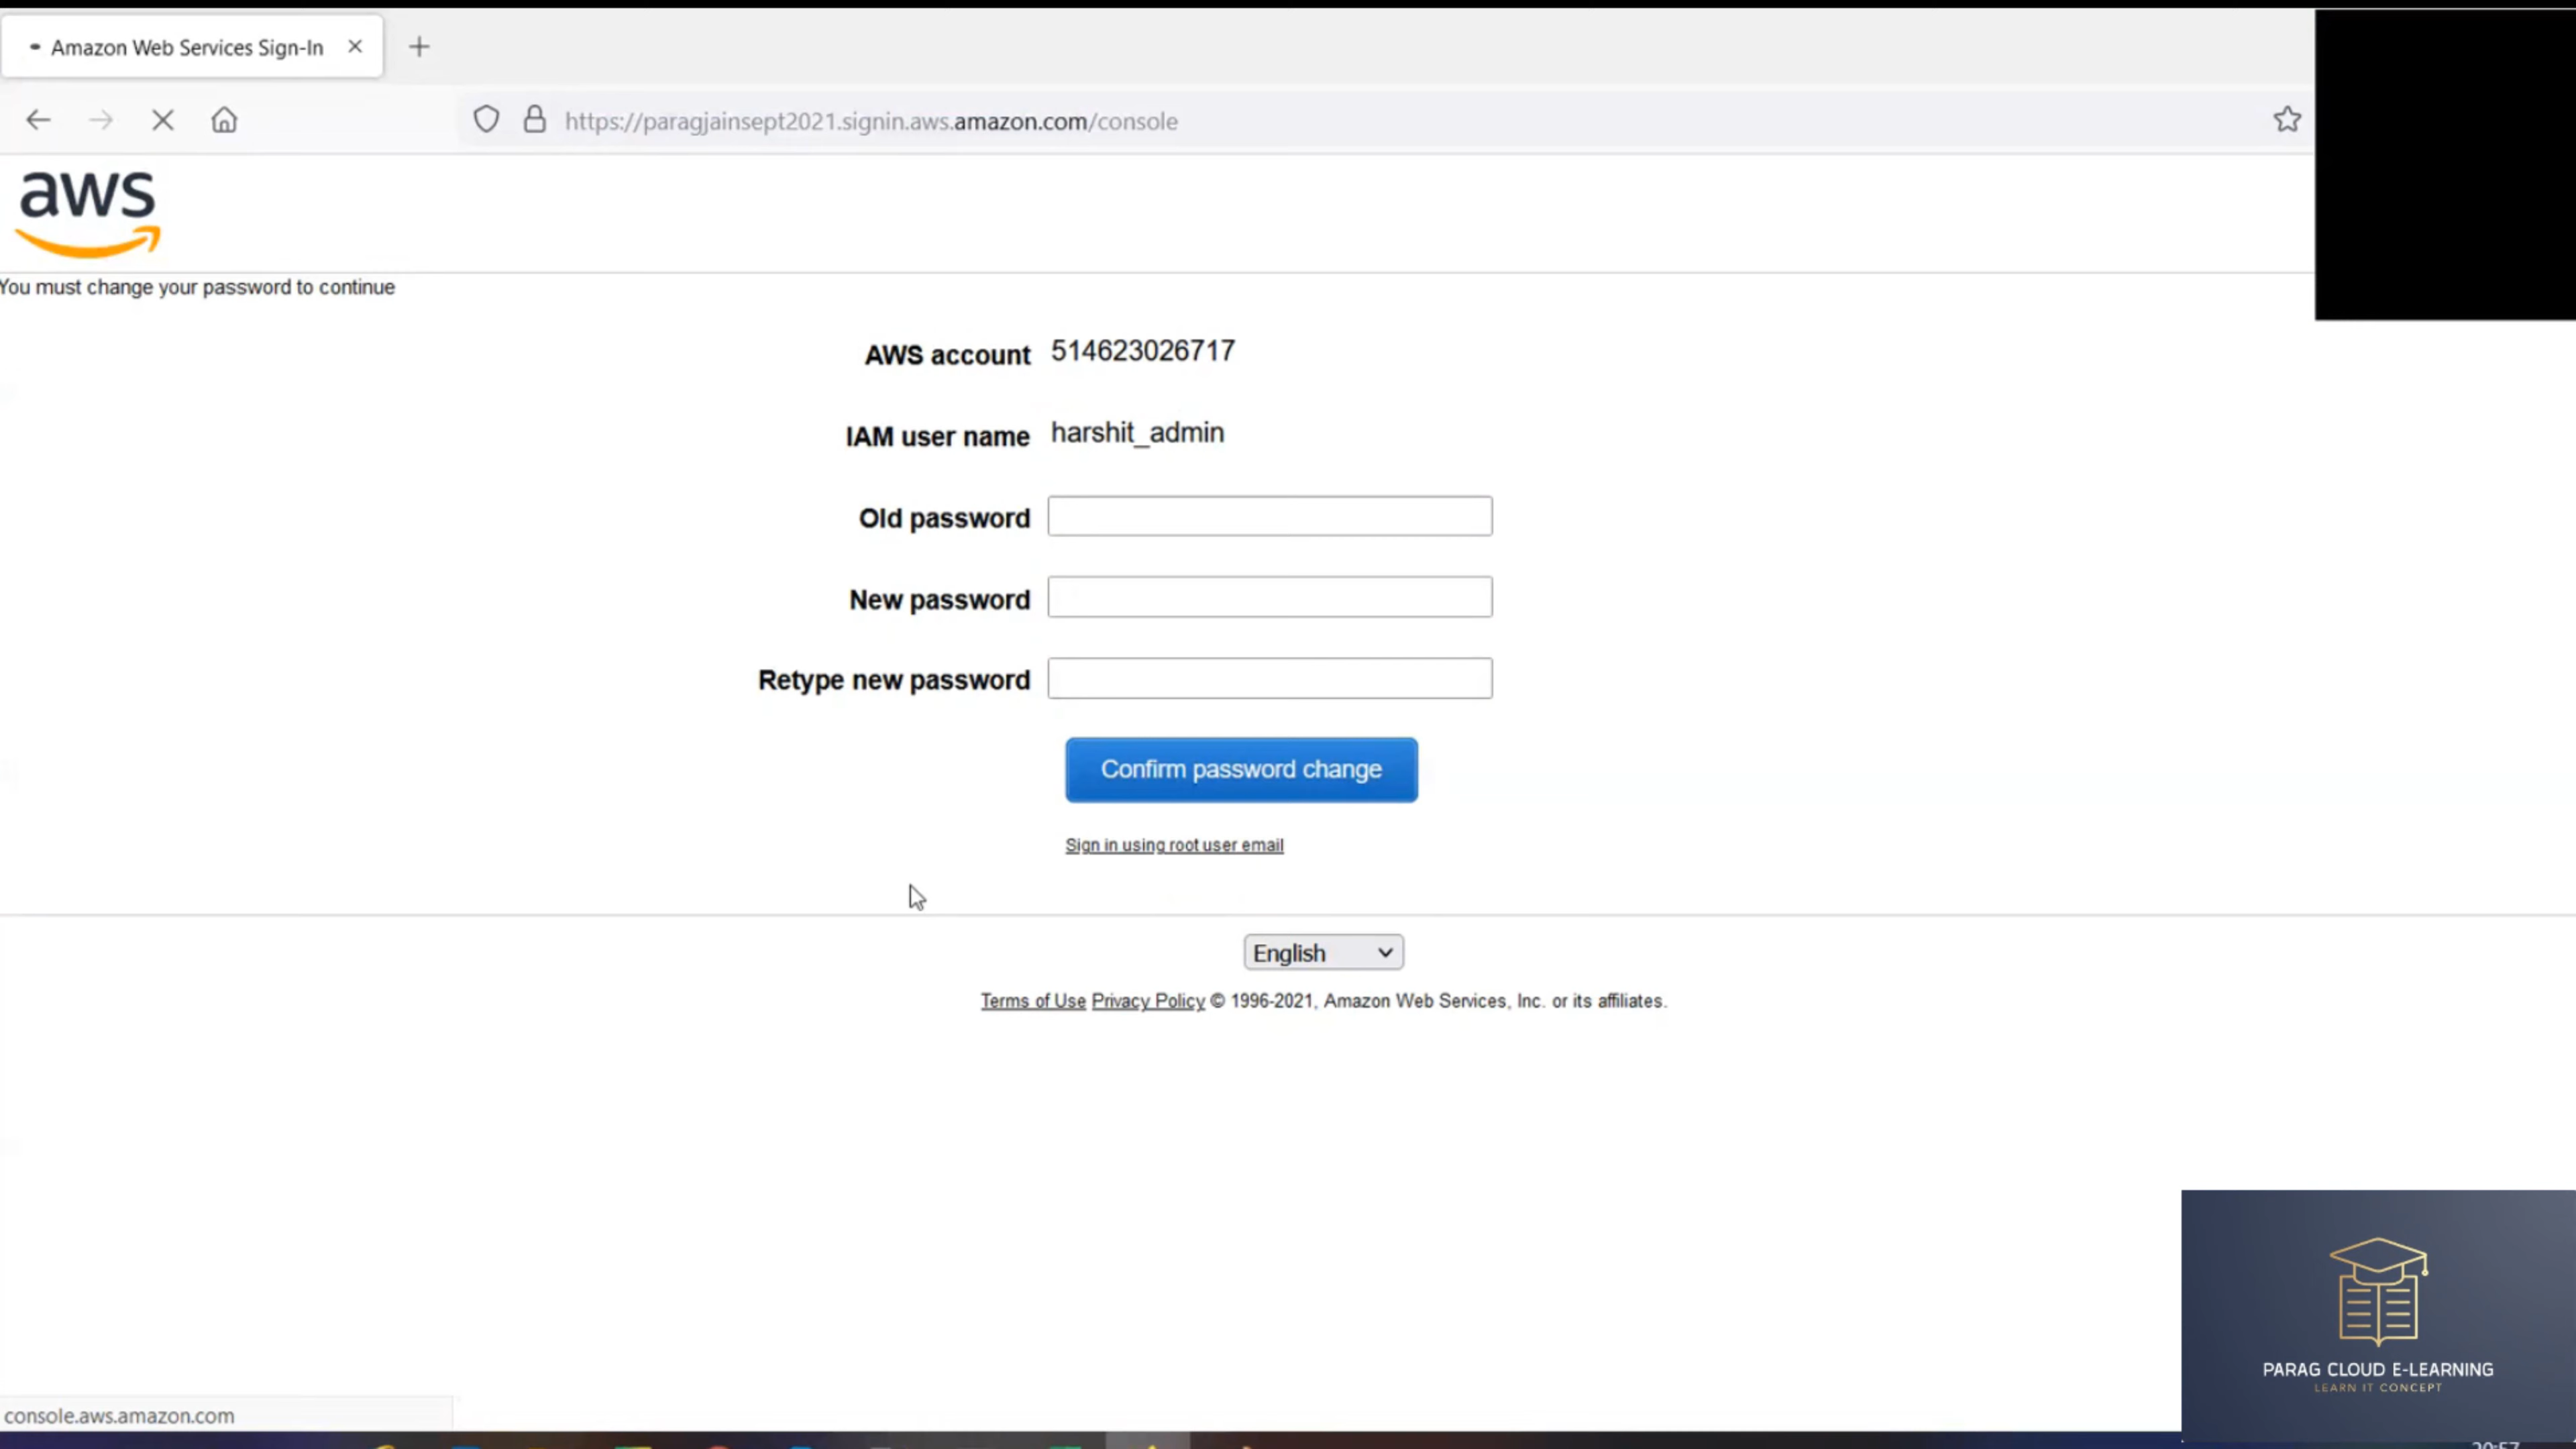 Amazon Web Services Sign-In
https://paragjainsept2021.signin.aws.amazon.com/console
aws
You must change your password to continue
AWS account 514623026717
IAM user name harshit_admin
Old password
New password
Retype new password
Confirm password change
Sign in using root user email
English
Terms of Use Privacy Policy © 1996-2021, Amazon Web Services, Inc. or its affiliates.
PARAG CLOUD E-LEARNING
LEARN IT CONCEPT
console.aws.amazon.com